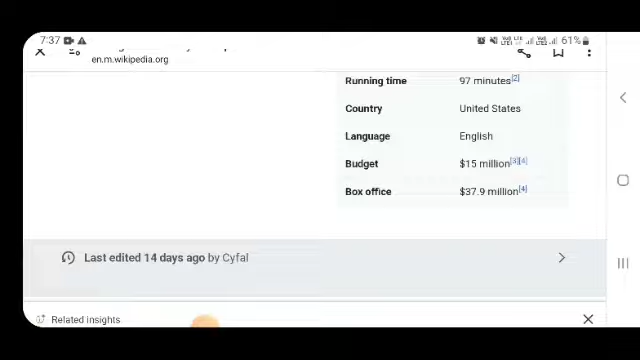 7:37
61%
en.m.wikipedia.org
Running time 97 minutes[2]
Country United States
Language English
Budget $15 million[3][4]
Box office $37.9 million[4]
Last edited 14 days ago by Cyfal
Related insights